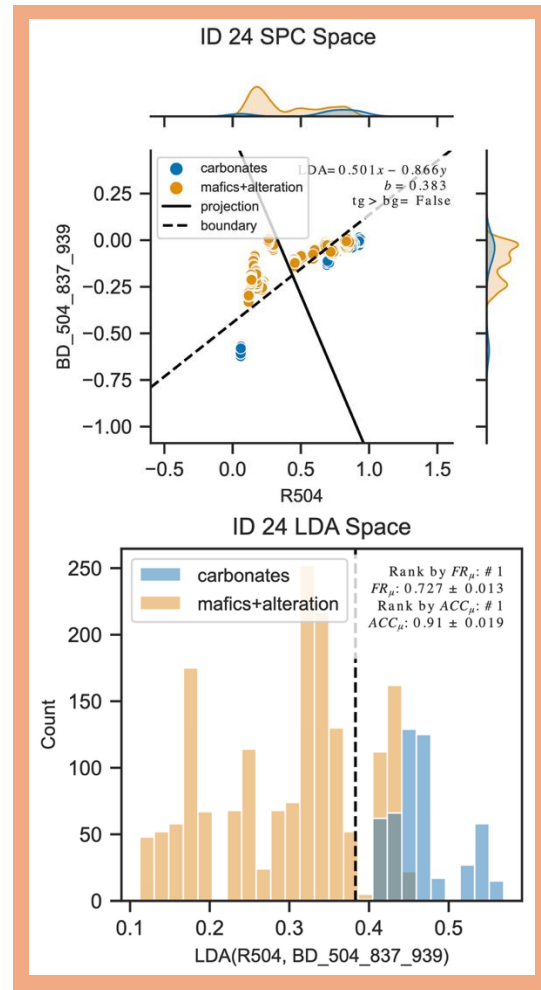 ID 24 SPC Space
carbonates
mafics+alteration
projection
boundary
LDA= 0.501x − 0.866y
b = 0.383
tg > bg= False
0.25
0.00
−0.25
−0.50
−0.75
−1.00
BD_504_837_939
−0.5 0.0 0.5 1.0 1.5
R504
ID 24 LDA Space
carbonates
mafics+alteration
Rank by FRμ: # 1
FRμ: 0.727 ± 0.013
Rank by ACCμ: # 1
ACCμ: 0.91 ± 0.019
250
200
150
100
50
0
Count
0.1 0.2 0.3 0.4 0.5
LDA(R504, BD_504_837_939)